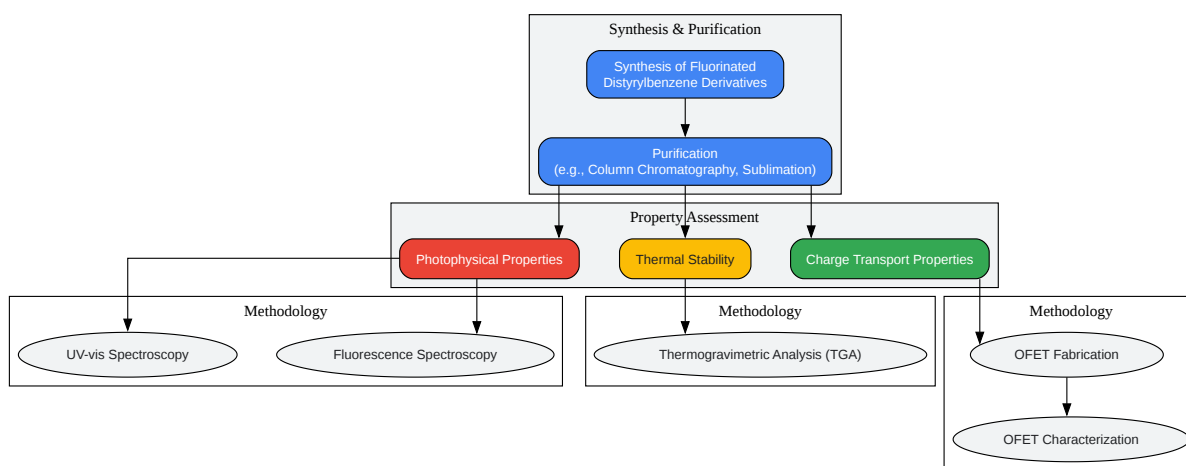 Synthesis & Purification
Synthesis of Fluorinated
Distyrylbenzene Derivatives
Purification
(e.g., Column Chromatography, Sublimation)
Property Assessment
Photophysical Properties
Thermal Stability
Charge Transport Properties
Methodology
Methodology
Methodology
UV-vis Spectroscopy
Fluorescence Spectroscopy
Thermogravimetric Analysis (TGA)
OFET Fabrication
OFET Characterization